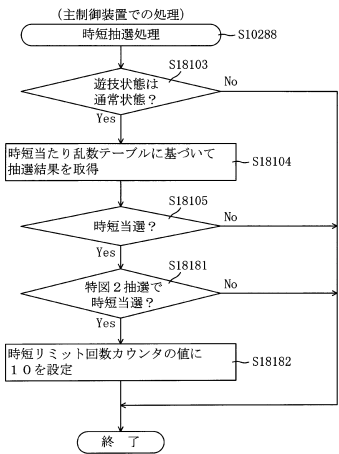 （主制御装置での処理）
時短抽選処理
S10288
遊技状態は
通常状態？
S18103
No
Yes
時短当たり乱数テーブルに基づいて
抽選結果を取得
S18104
時短当選？
S18105
No
Yes
特図２抽選で
時短当選？
S18181
No
Yes
時短リミット回数カウンタの値に
１０を設定
S18182
終 了